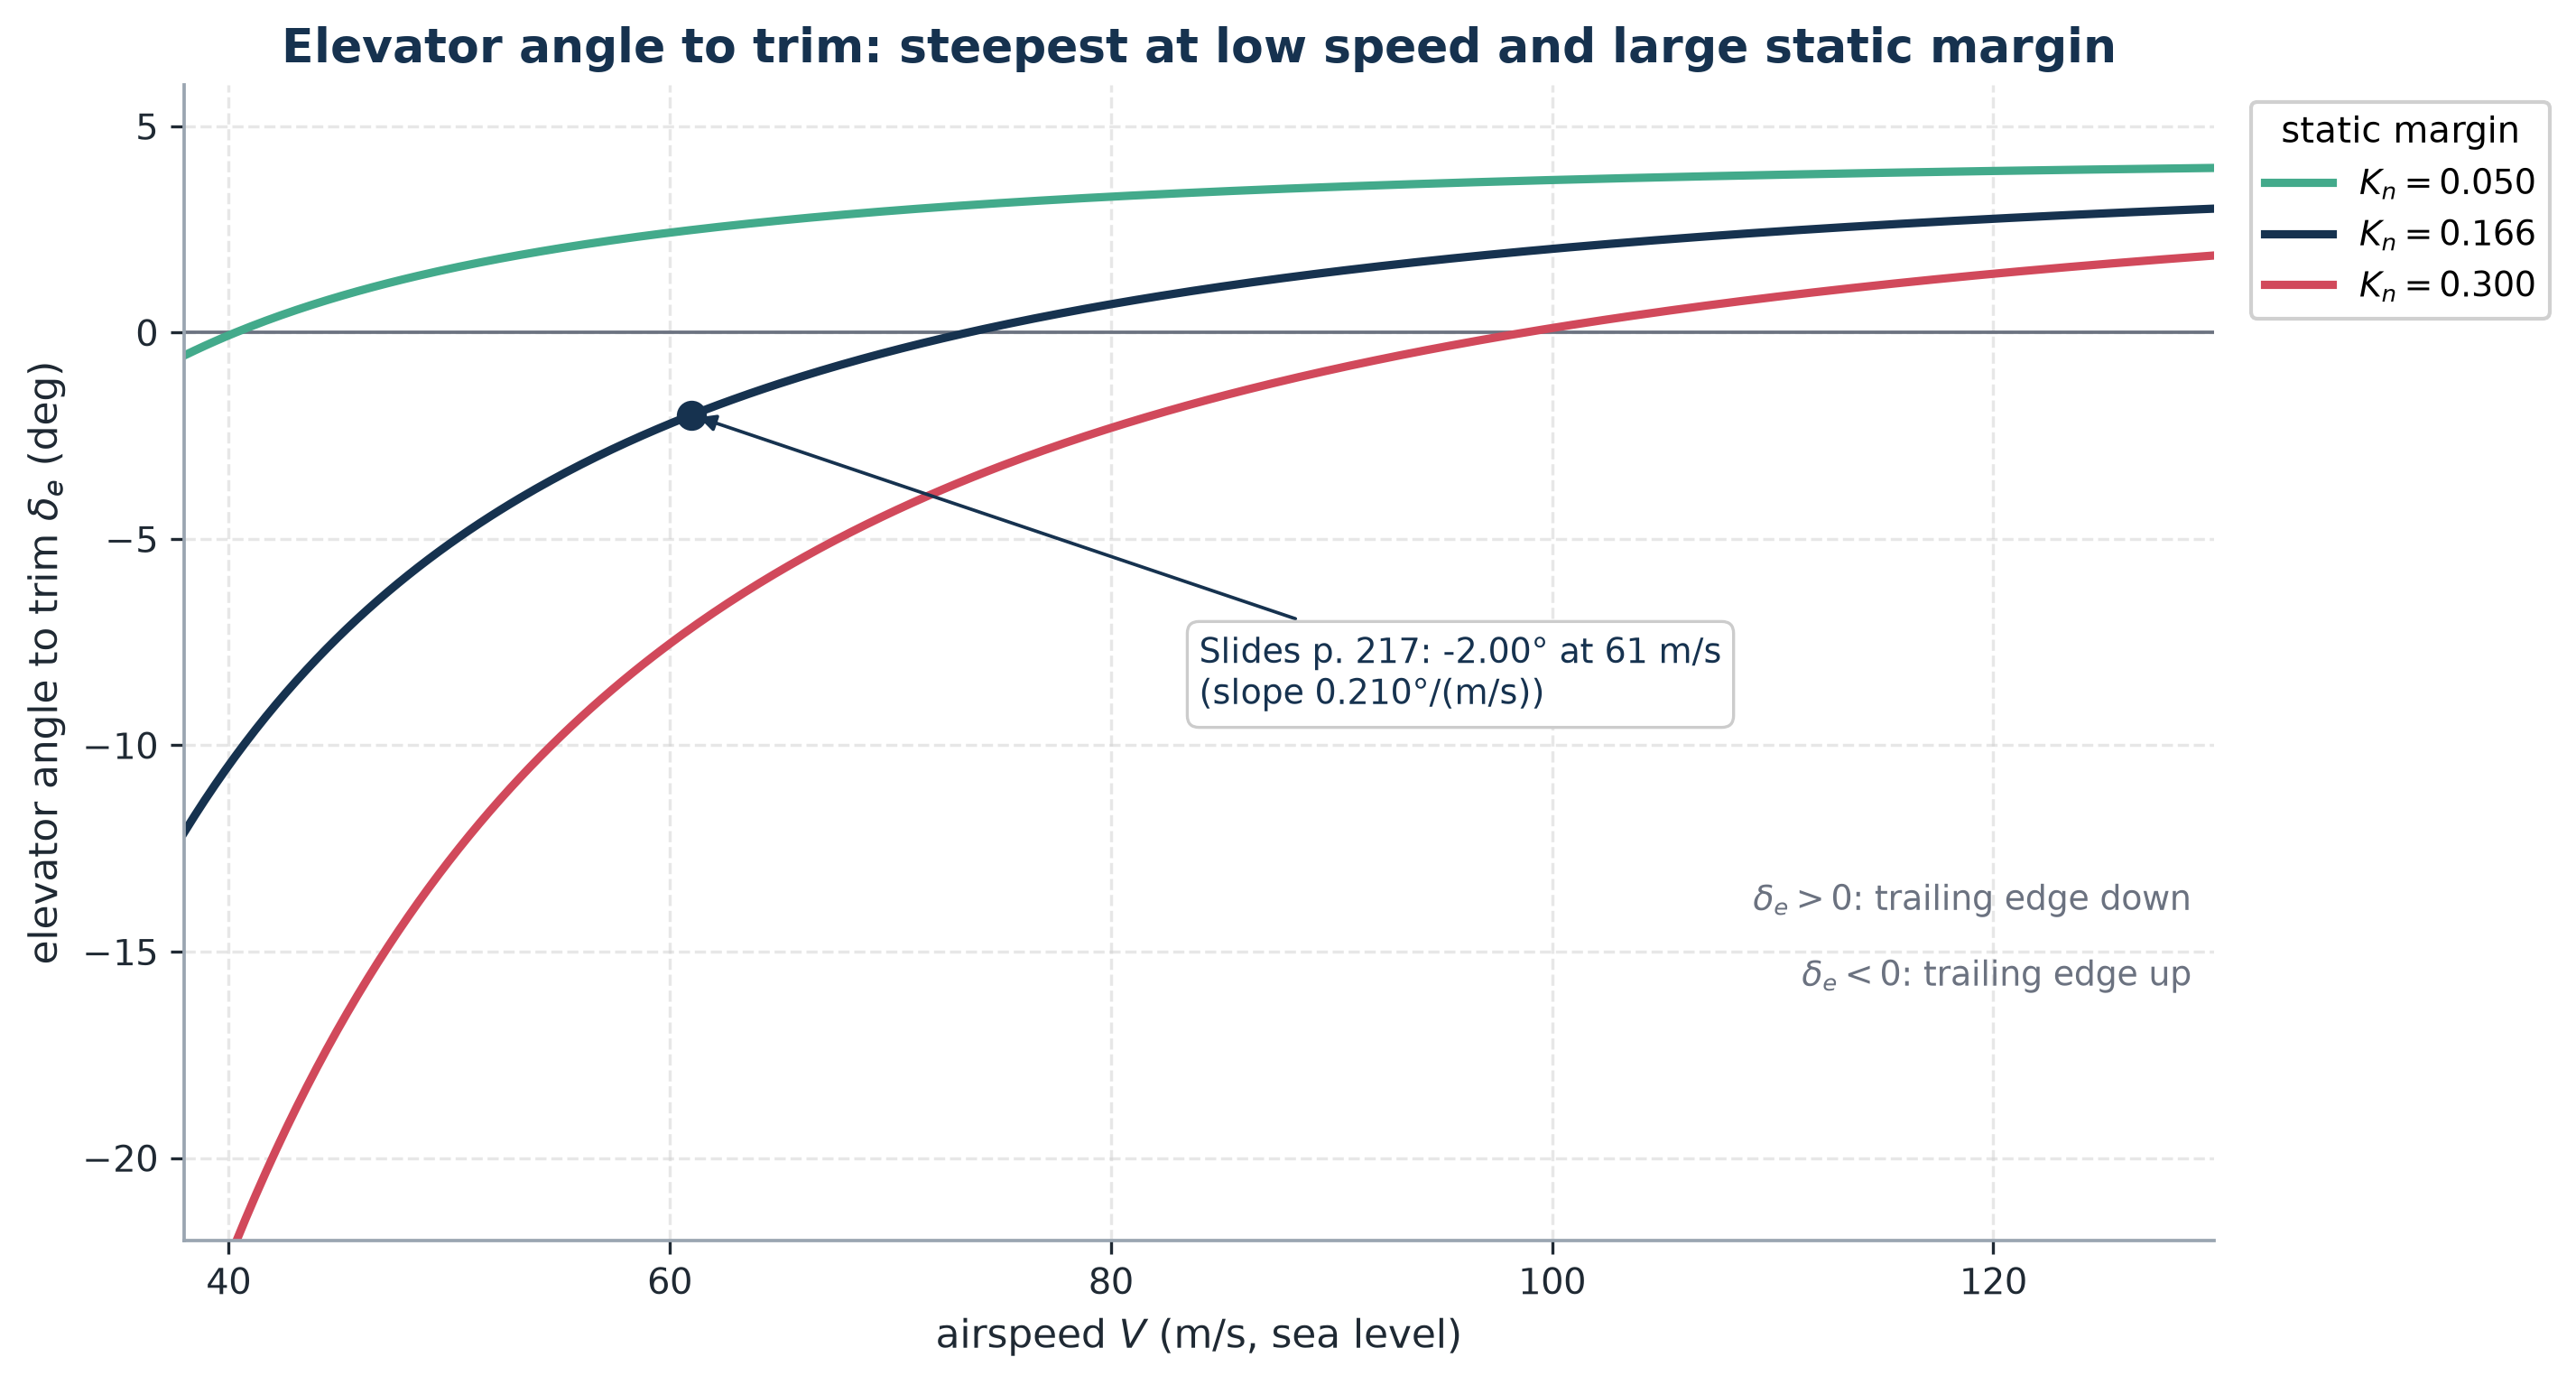 Elevator angle to trim: steepest at low speed and large static margin
elevator angle to trim δₑ (deg)
5
0
−5
−10
−15
−20
static margin
Kₙ = 0.050
Kₙ = 0.166
Kₙ = 0.300
Slides p. 217: -2.00° at 61 m/s
(slope 0.210°/(m/s))
δₑ > 0: trailing edge down
δₑ < 0: trailing edge up
40
60
80
100
120
airspeed V (m/s, sea level)